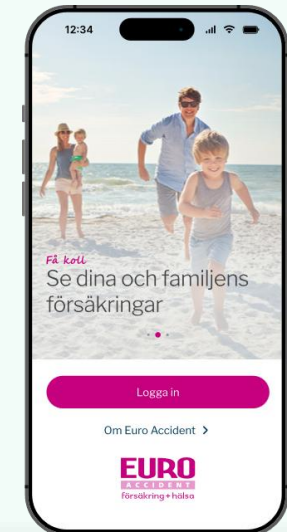 12:34
Få koll
Se dina och familjens
försäkringar
Logga in
Om Euro Accident >
EURO
ACCIDENT
försäkring+hälsa